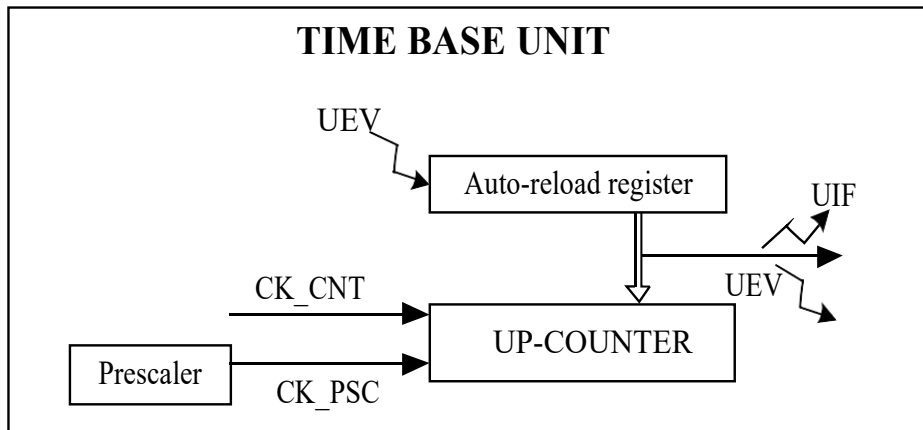 TIME BASE UNIT
UEV
Auto-reload register
UIF
UEV
CK_CNT
UP-COUNTER
Prescaler
CK_PSC